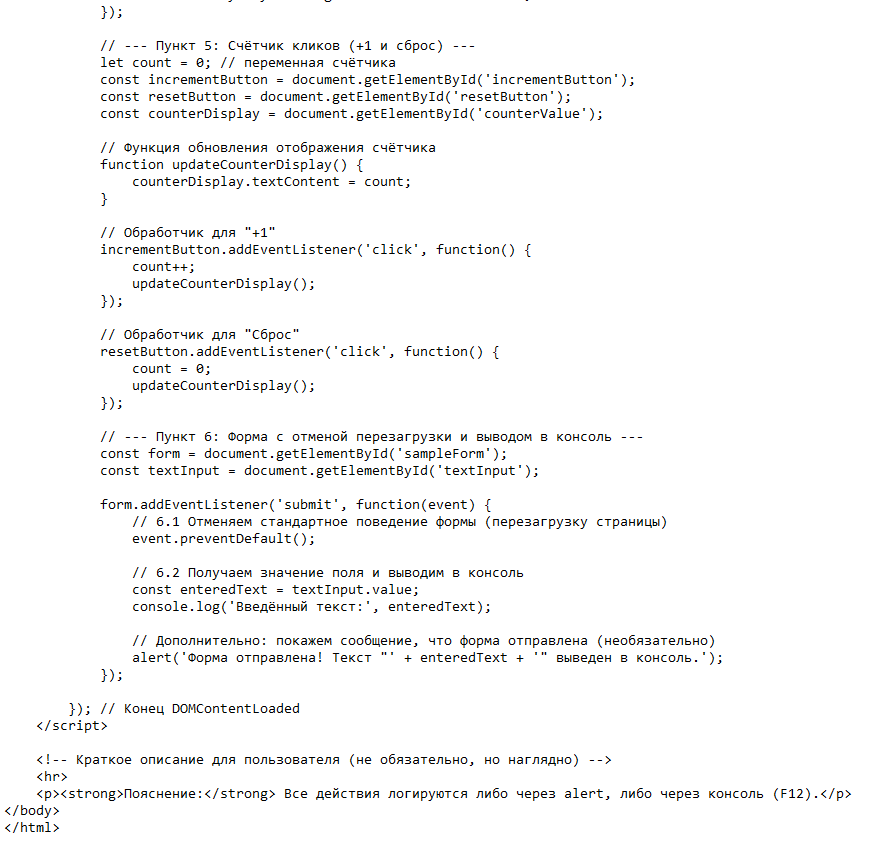 });
// --- Пункт 5: Счётчик кликов (+1 и сброс) ---
let count = 0; // переменная счётчика
const incrementButton = document.getElementById('incrementButton');
const resetButton = document.getElementById('resetButton');
const counterDisplay = document.getElementById('counterValue');
// Функция обновления отображения счётчика
function updateCounterDisplay() {
counterDisplay.textContent = count;
}
// Обработчик для "+1"
incrementButton.addEventListener('click', function() {
count++;
updateCounterDisplay();
});
// Обработчик для "Сброс"
resetButton.addEventListener('click', function() {
count = 0;
updateCounterDisplay();
});
// --- Пункт 6: Форма с отменой перезагрузки и выводом в консоль ---
const form = document.getElementById('sampleForm');
const textInput = document.getElementById('textInput');
form.addEventListener('submit', function(event) {
// 6.1 Отменяем стандартное поведение формы (перезагрузку страницы)
event.preventDefault();
// 6.2 Получаем значение поля и выводим в консоль
const enteredText = textInput.value;
console.log('Введённый текст:', enteredText);
// Дополнительно: покажем сообщение, что форма отправлена (необязательно)
alert('Форма отправлена! Текст "' + enteredText + '" выведен в консоль.');
});
}); // Конец DOMContentLoaded
</script>
<!-- Краткое описание для пользователя (не обязательно, но наглядно) -->
<hr>
<p><strong>Пояснение:</strong> Все действия логируются либо через alert, либо через консоль (F12).</p>
</body>
</html>